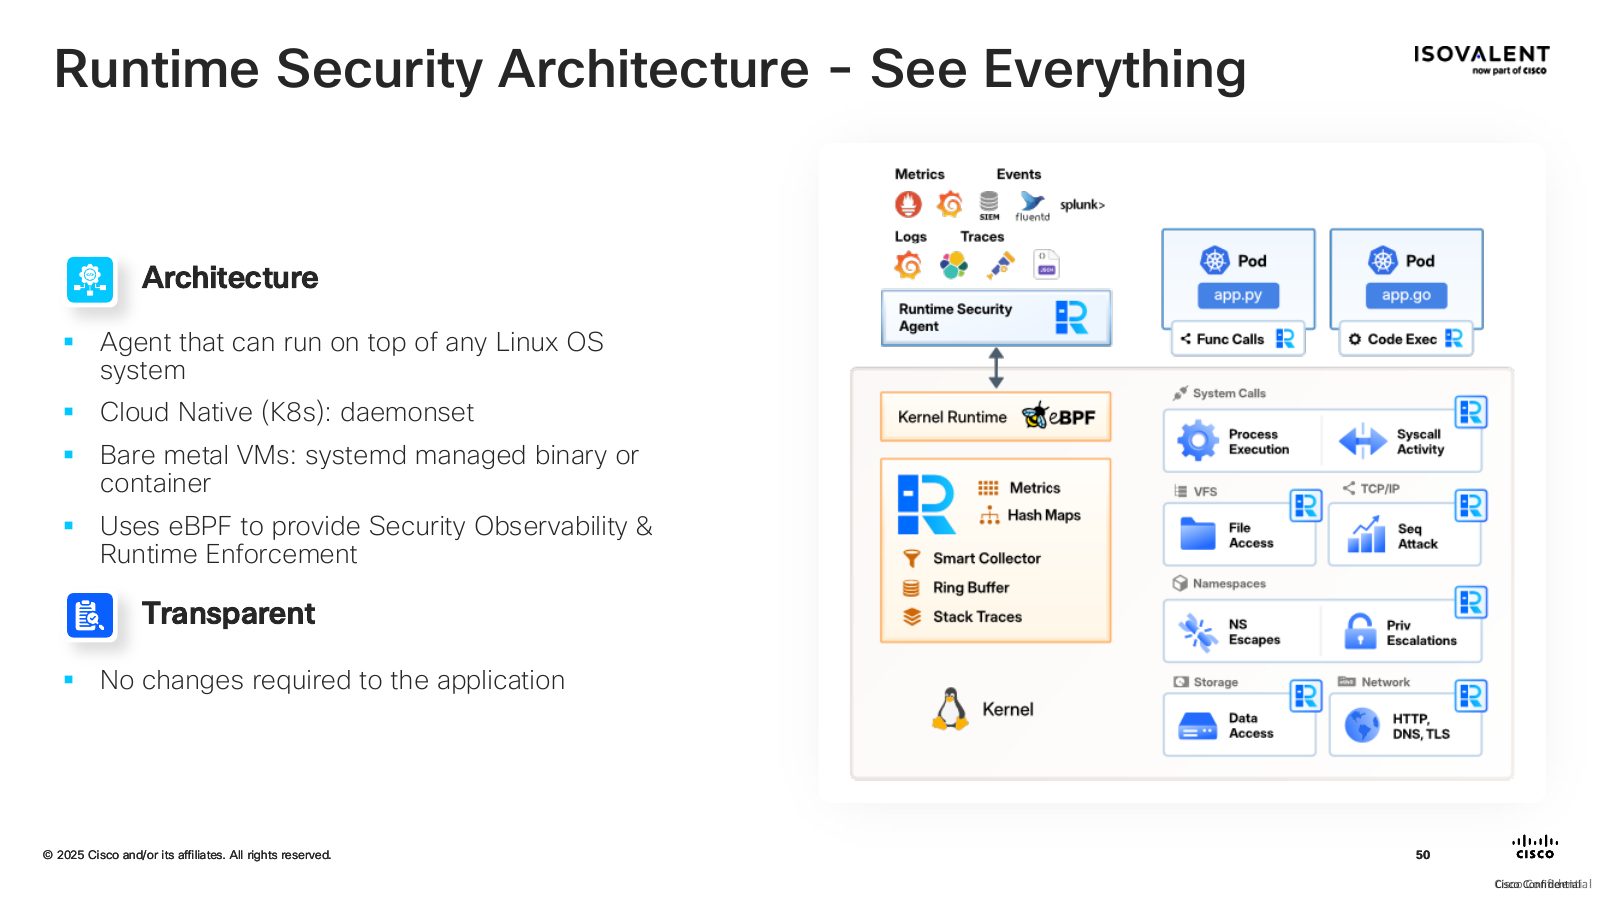 Runtime Security Architecture - See Everything
ISOVALENT
now part of CISCO
Architecture
▪ Agent that can run on top of any Linux OS
system
▪ Cloud Native (K8s): daemonset
▪ Bare metal VMs: systemd managed binary or
container
▪ Uses eBPF to provide Security Observability &
Runtime Enforcement
Transparent
▪ No changes required to the application
Metrics Events
SIEM fluentd splunk>
Logs Traces
{} JSON
Runtime Security
Agent
Pod
app.py
Func Calls
Pod
app.go
Code Exec
Kernel Runtime eBPF
Metrics
Hash Maps
Smart Collector
Ring Buffer
Stack Traces
Kernel
System Calls
Process
Execution
Syscall
Activity
VFS
File
Access
TCP/IP
Seq
Attack
Namespaces
NS
Escapes
Priv
Escalations
Storage
Data
Access
Network
HTTP,
DNS, TLS
© 2025 Cisco and/or its affiliates. All rights reserved.
50
CISCO
Cisco Confidential